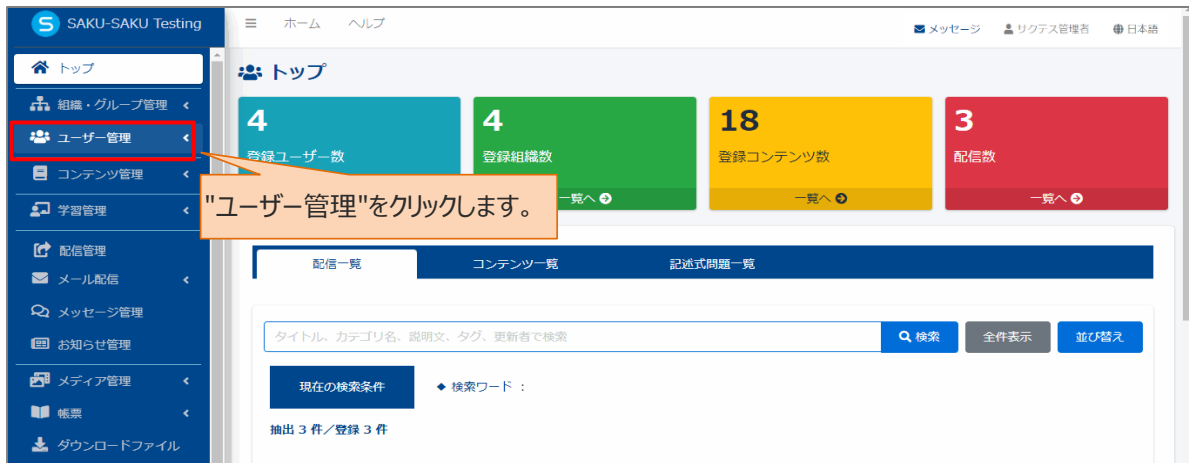 SAKU-SAKU Testing
ホーム ヘルプ
メッセージ リクテス管理者 日本語
トップ
トップ
組織・グループ管理
ユーザー管理
コンテンツ管理
学習管理
配信管理
メール配信
メッセージ管理
お知らせ管理
メディア管理
帳票
ダウンロードファイル
4
登録ユーザー数
4
登録組織数
一覧へ
18
登録コンテンツ数
一覧へ
3
配信数
一覧へ
"ユーザー管理"をクリックします。
配信一覧 コンテンツ一覧 記述式問題一覧
タイトル、カテゴリ名、説明文、タグ、更新者で検索
検索 全件表示 並び替え
現在の検索条件 ◆ 検索ワード :
抽出 3 件／登録 3 件